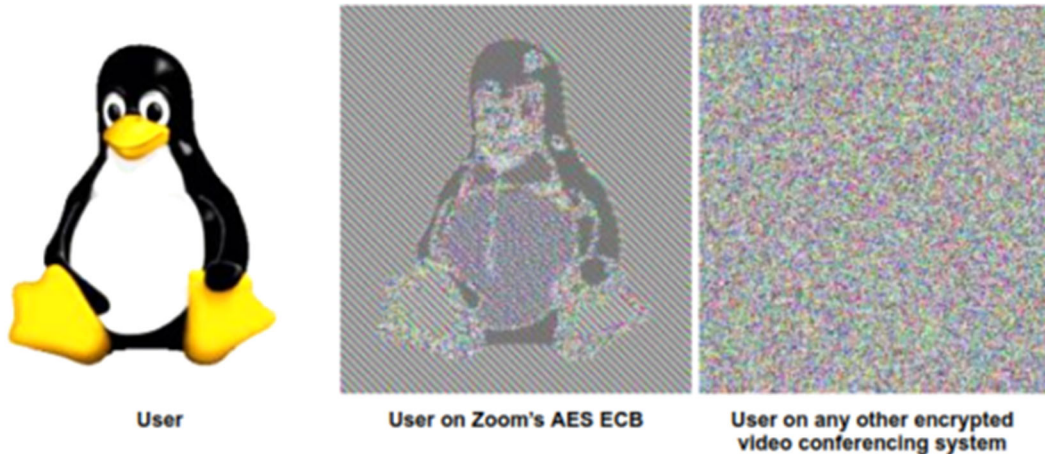 User
User on Zoom's AES ECB
User on any other encrypted
video conferencing system